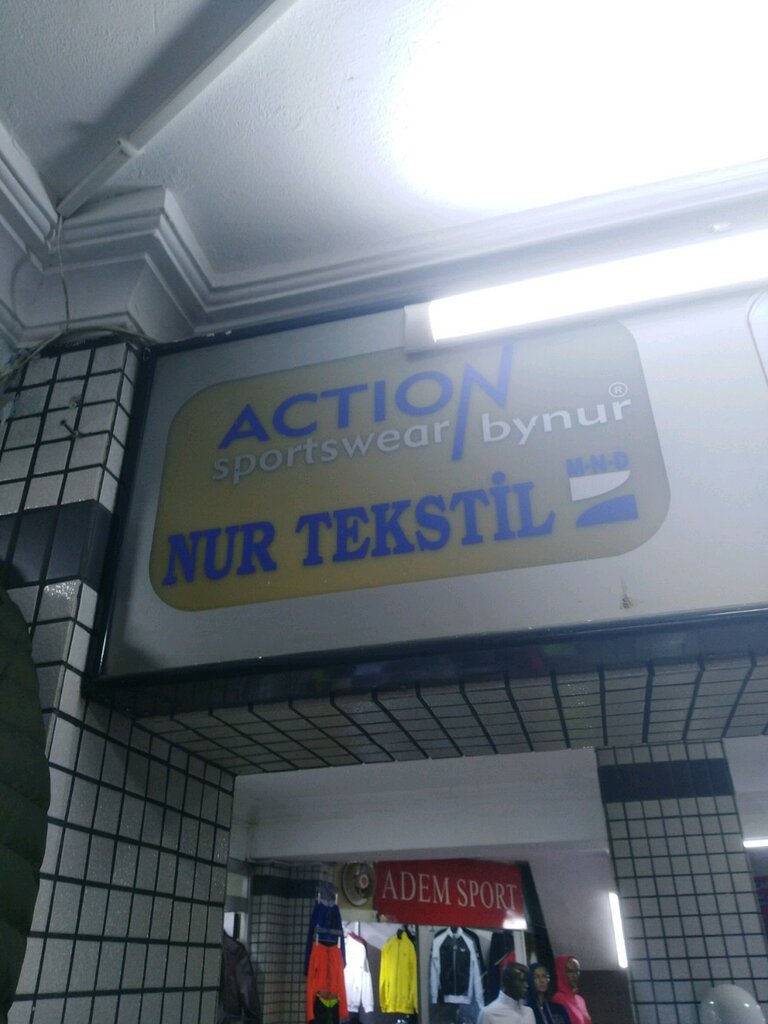 ACTION
sportswear bynur®
M-N-D
NUR TEKSTİL
ADEM SPORT